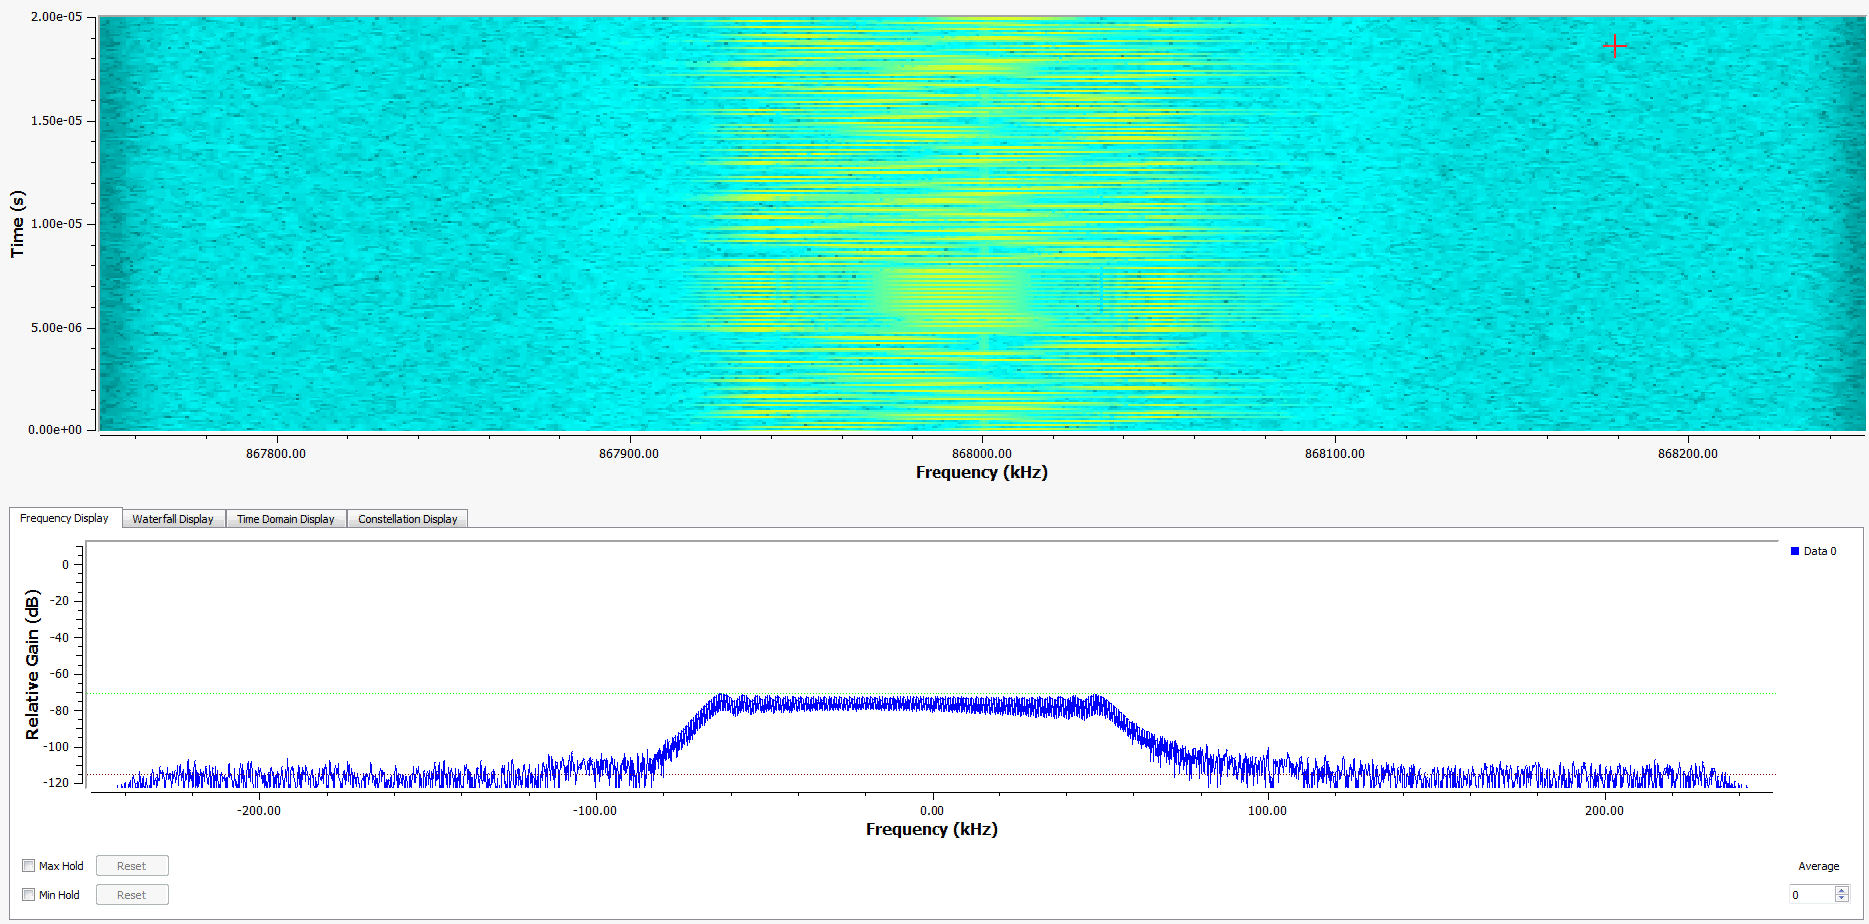 2.00e-05
1.50e-05
1.00e-05
5.00e-06
0.00e+00
Time (s)
867800.00 867900.00 868000.00 868100.00 868200.00
Frequency (kHz)
Frequency Display Waterfall Display Time Domain Display Constellation Display
Data 0
0
-20
-40
-60
-80
-100
-120
Relative Gain (dB)
-200.00 -100.00 0.00 100.00 200.00
Frequency (kHz)
Max Hold Reset Average
Min Hold Reset 0